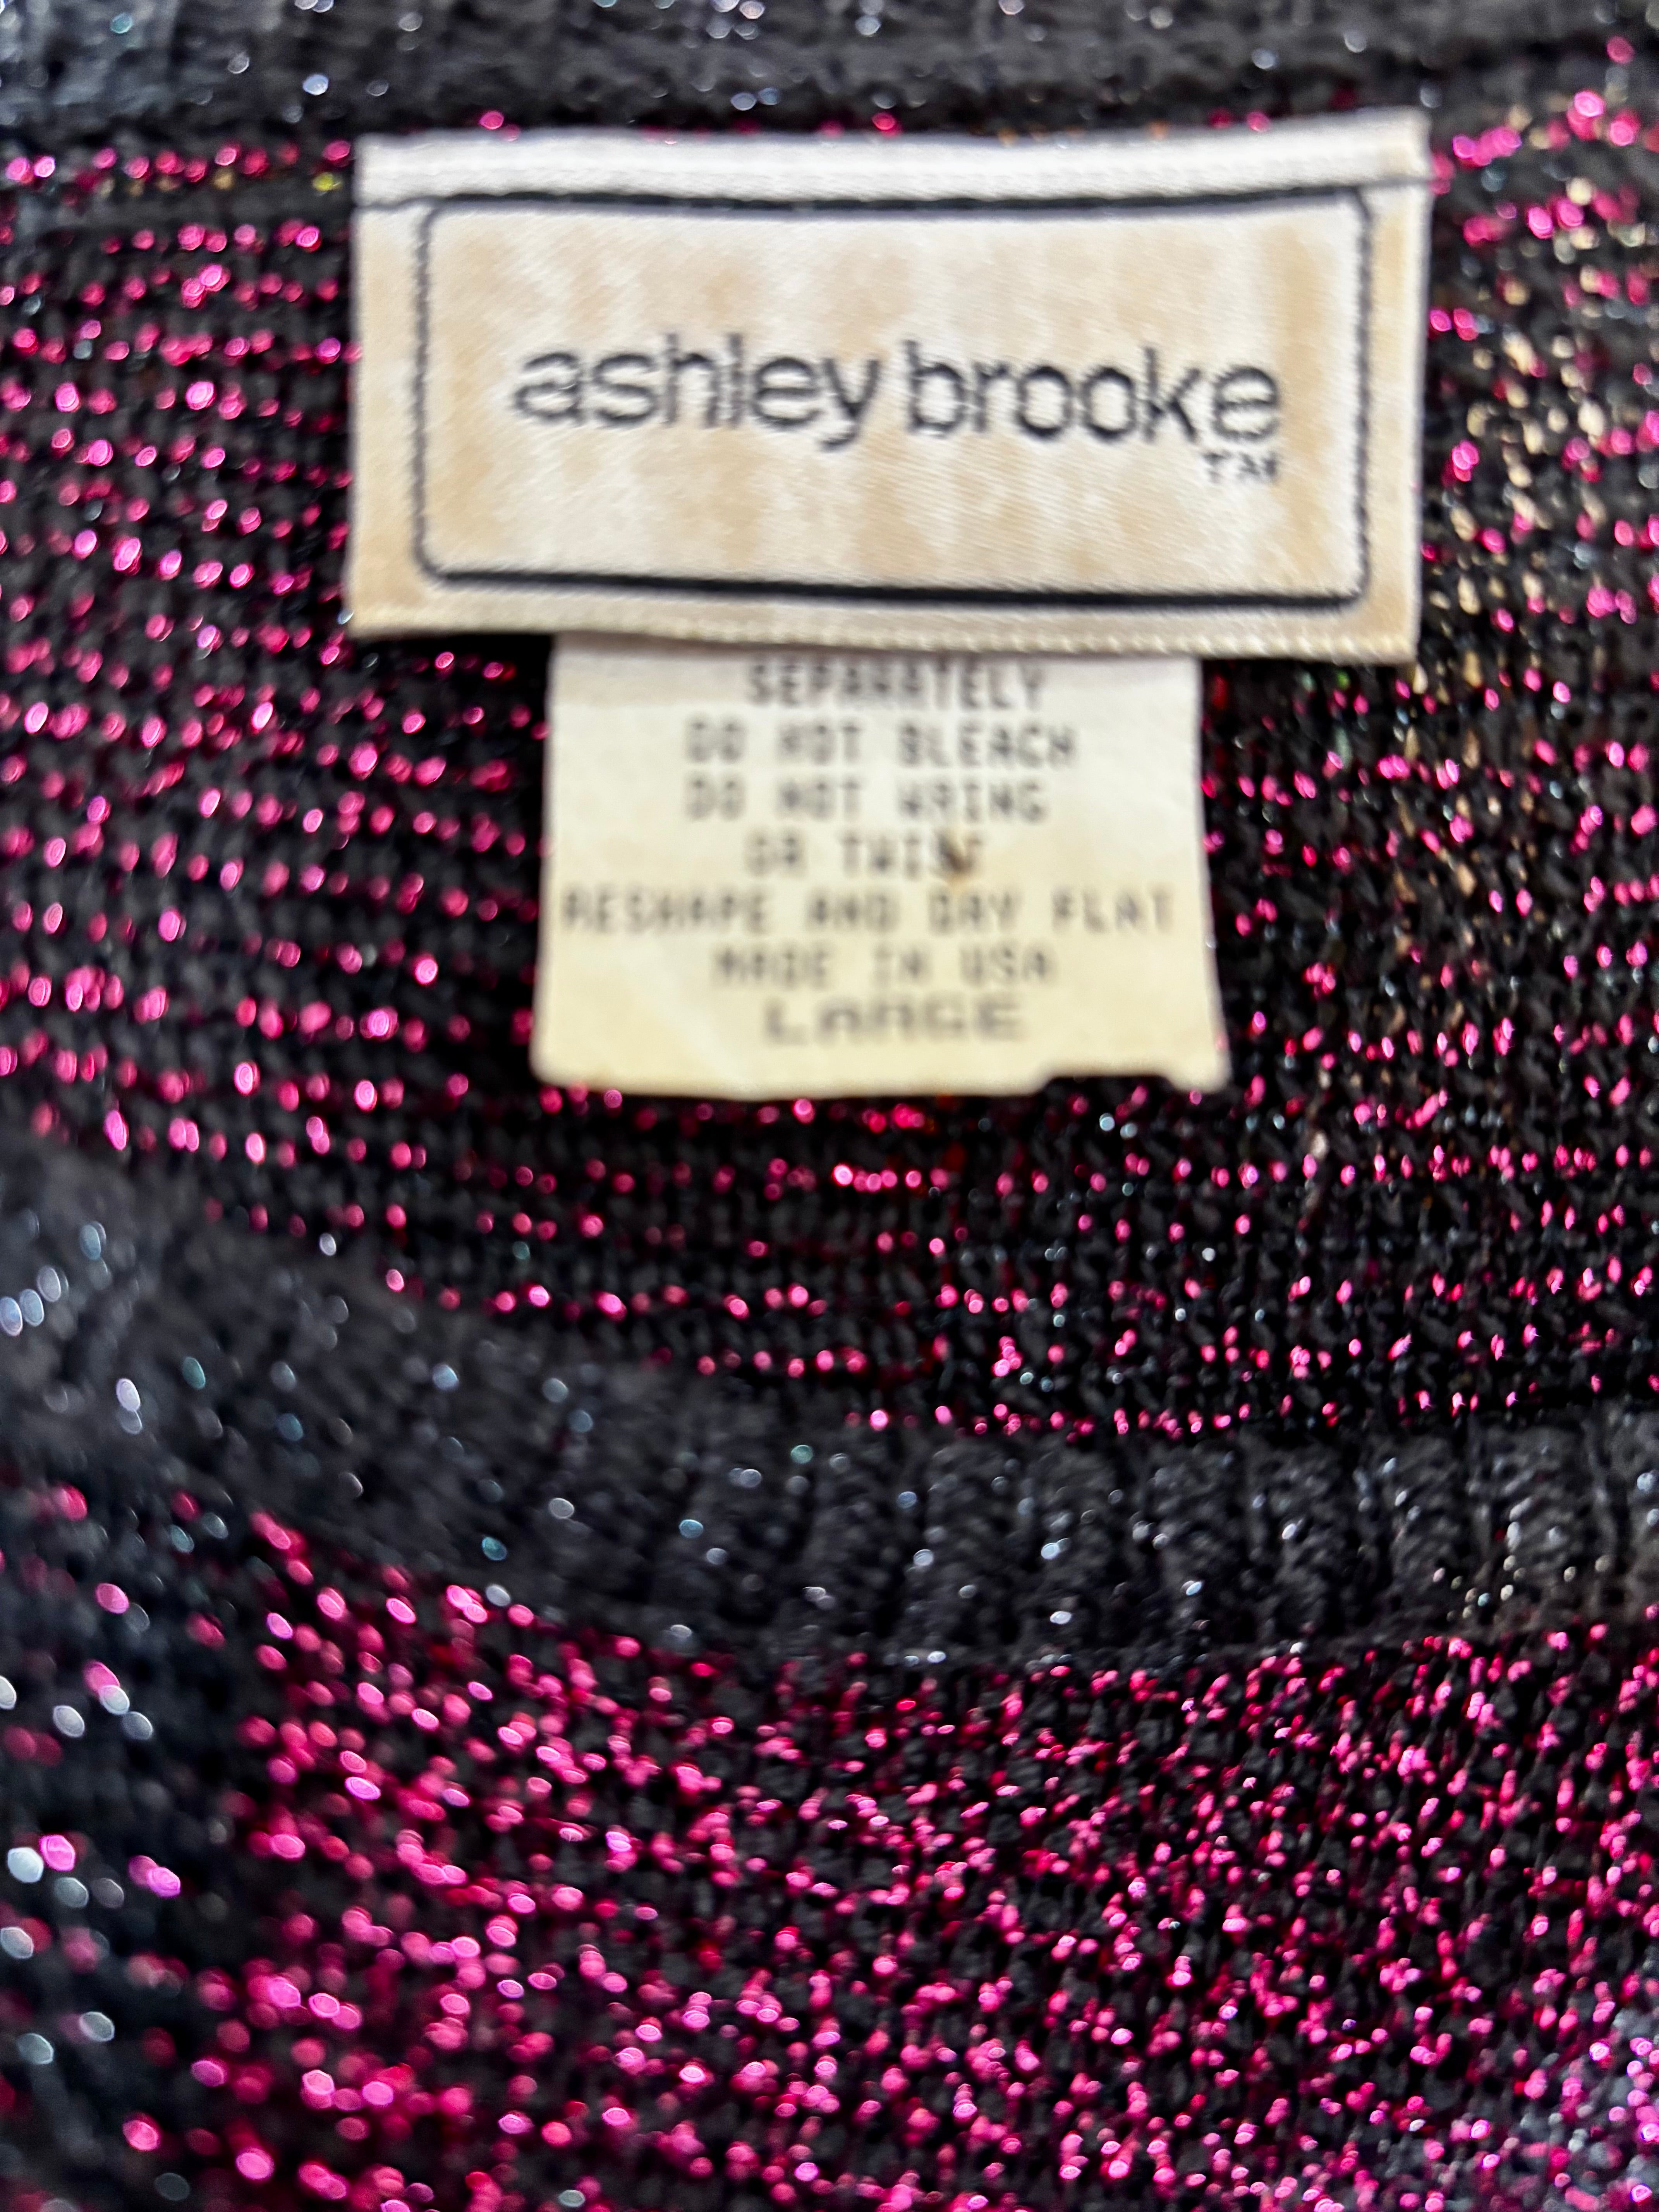 ashley brooke
TM
SEPARATELY
DO NOT BLEACH
DO NOT WRING
OR TWIST
RESHAPE AND DRY FLAT
MADE IN USA
LARGE